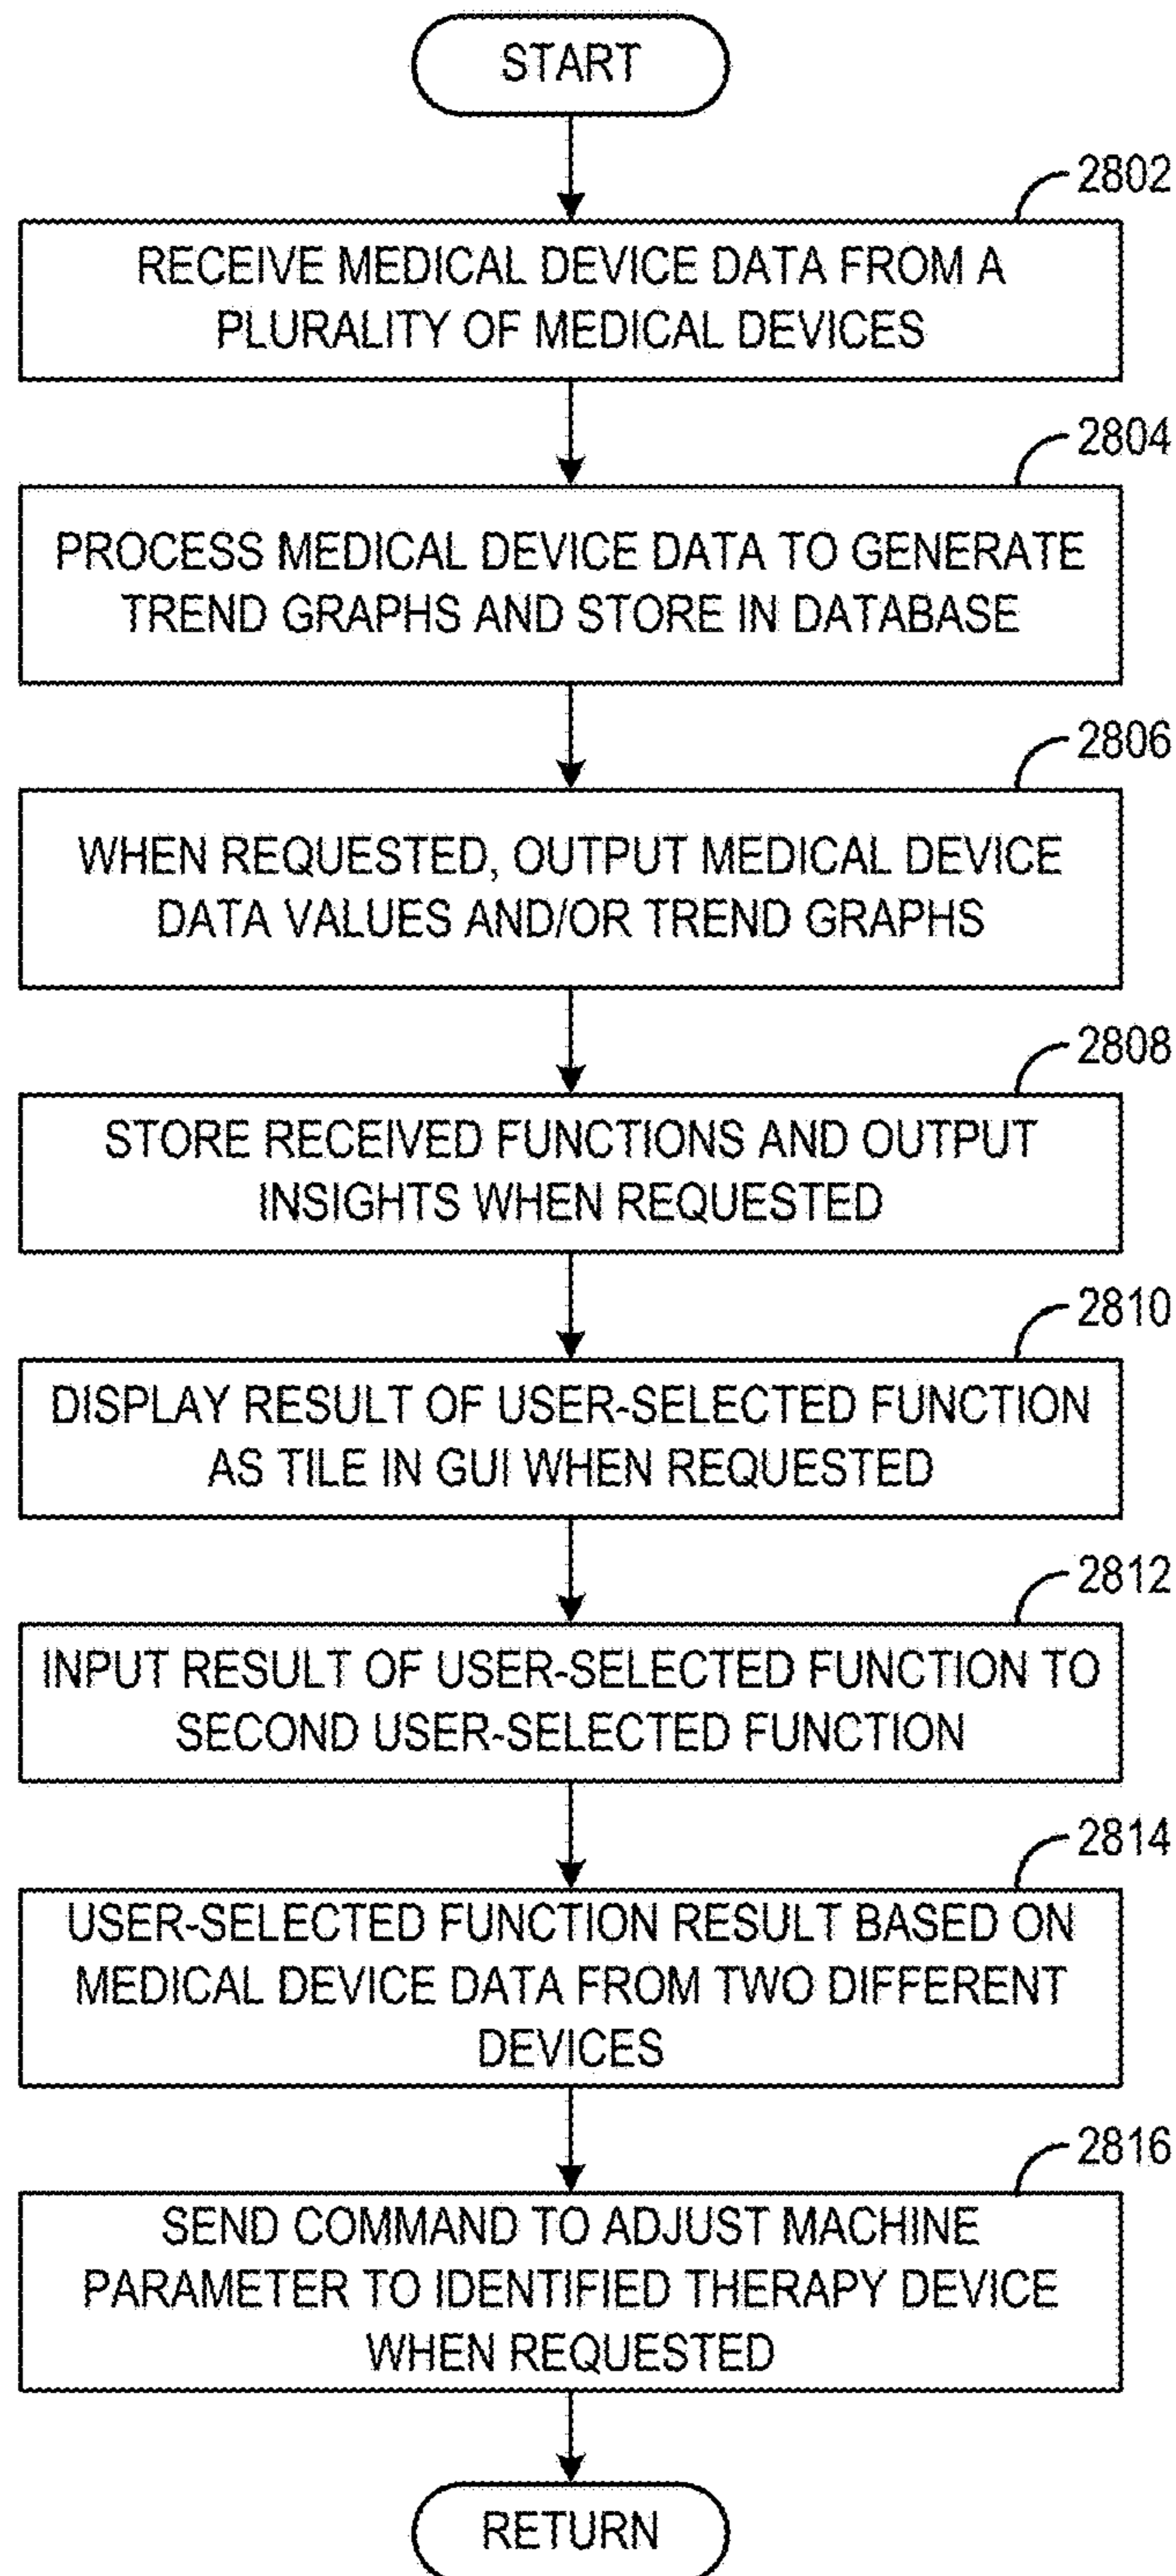 START
2802
RECEIVE MEDICAL DEVICE DATA FROM A
PLURALITY OF MEDICAL DEVICES
2804
PROCESS MEDICAL DEVICE DATA TO GENERATE
TREND GRAPHS AND STORE IN DATABASE
2806
WHEN REQUESTED, OUTPUT MEDICAL DEVICE
DATA VALUES AND/OR TREND GRAPHS
2808
STORE RECEIVED FUNCTIONS AND OUTPUT
INSIGHTS WHEN REQUESTED
2810
DISPLAY RESULT OF USER-SELECTED FUNCTION
AS TILE IN GUI WHEN REQUESTED
2812
INPUT RESULT OF USER-SELECTED FUNCTION TO
SECOND USER-SELECTED FUNCTION
2814
USER-SELECTED FUNCTION RESULT BASED ON
MEDICAL DEVICE DATA FROM TWO DIFFERENT
DEVICES
2816
SEND COMMAND TO ADJUST MACHINE
PARAMETER TO IDENTIFIED THERAPY DEVICE
WHEN REQUESTED
RETURN